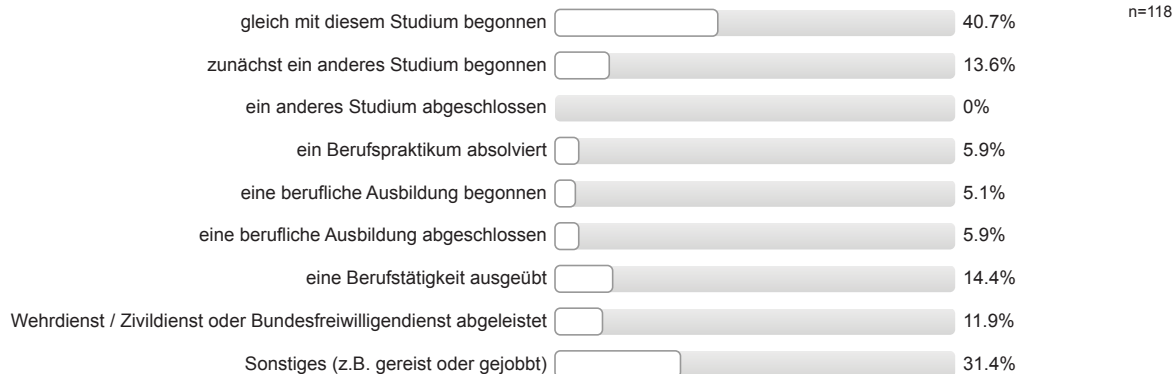 gleich mit diesem Studium begonnen 40.7% n=118
zunächst ein anderes Studium begonnen 13.6%
ein anderes Studium abgeschlossen 0%
ein Berufspraktikum absolviert 5.9%
eine berufliche Ausbildung begonnen 5.1%
eine berufliche Ausbildung abgeschlossen 5.9%
eine Berufstätigkeit ausgeübt 14.4%
Wehrdienst / Zivildienst oder Bundesfreiwilligendienst abgeleistet 11.9%
Sonstiges (z.B. gereist oder gejobbt) 31.4%